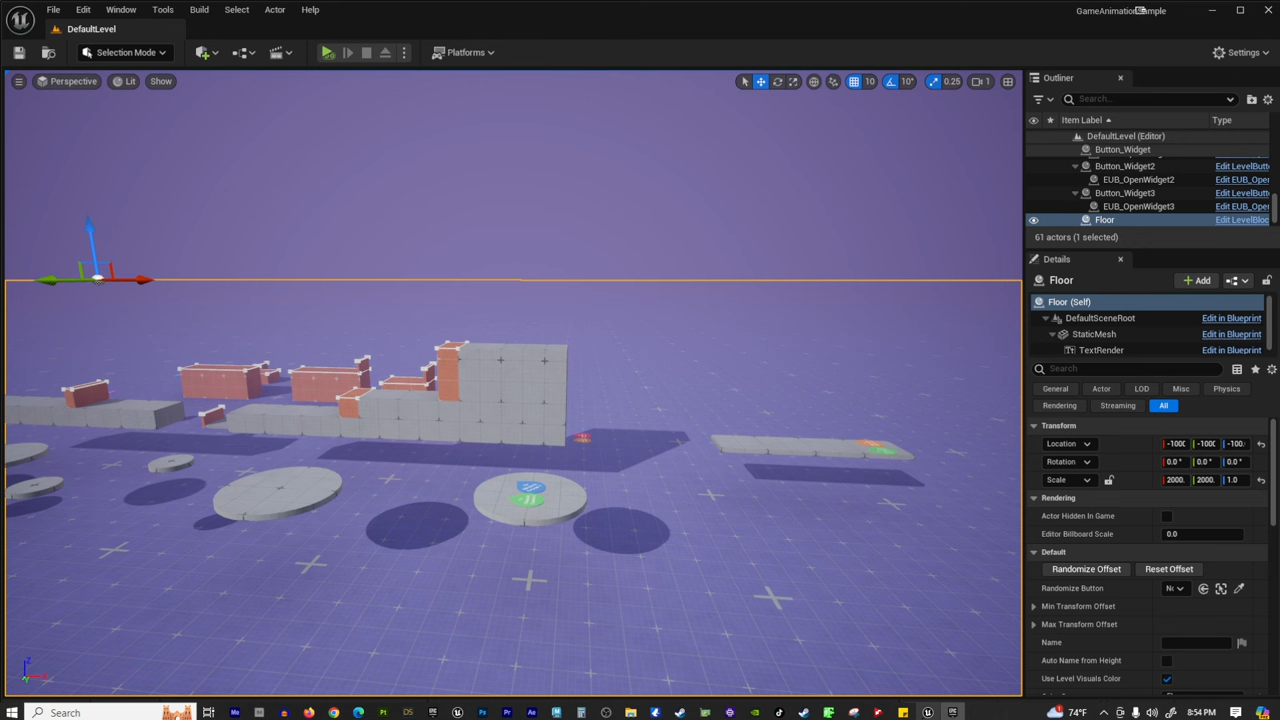 File Edit Window Tools Build Select Actor Help
GameAnimationSample
DefaultLevel
Selection Mode
Platforms
Settings
Perspective Lit Show
10 10° 0.25 1
Outliner
Search...
Item Label Type
DefaultLevel (Editor)
Button_Widget
Button_Widget2 Edit LevelButt
EUB_OpenWidget2 Edit EUB_Oper
Button_Widget3 Edit LevelButt
EUB_OpenWidget3 Edit EUB_Oper
Floor Edit LevelBloc
61 actors (1 selected)
Details
Floor
Add
Floor (Self)
DefaultSceneRoot Edit in Blueprint
StaticMesh Edit in Blueprint
TextRender Edit in Blueprint
Search
General Actor LOD Misc Physics
Rendering Streaming All
Transform
Location -1000 -1000 -100.
Rotation 0.0° 0.0° 0.0°
Scale 2000. 2000. 1.0
Rendering
Actor Hidden In Game
Editor Billboard Scale 0.0
Default
Randomize Offset Reset Offset
Randomize Button
Min Transform Offset
Max Transform Offset
Name
Auto Name from Height
Use Level Visuals Color
Z
Search
74°F
8:54 PM